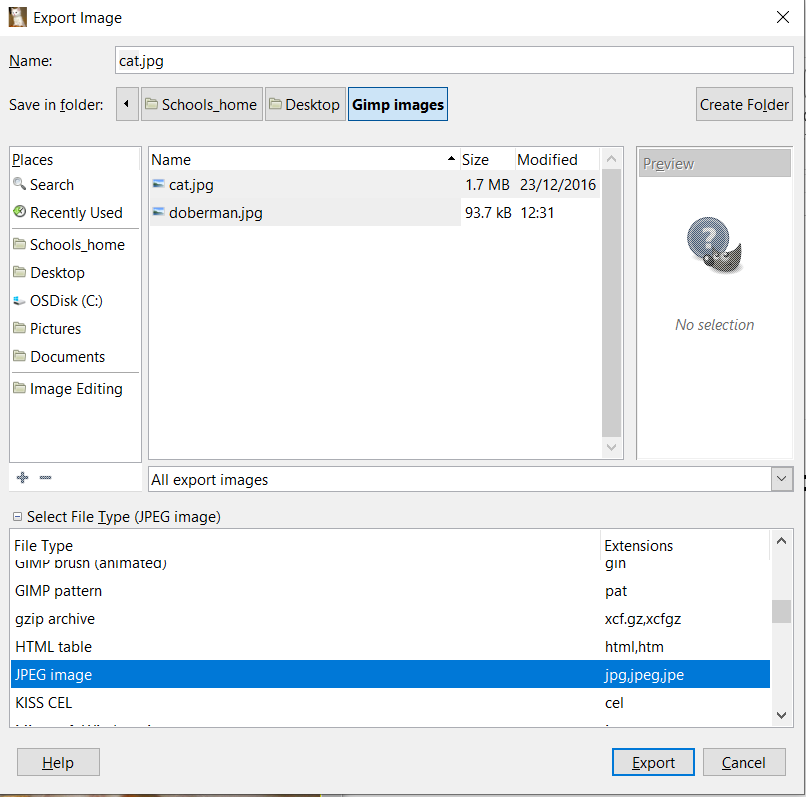 Export Image
Name: cat.jpg
Save in folder: Schools_home Desktop Gimp images Create Folder
Places
Search
Recently Used
Schools_home
Desktop
OSDisk (C:)
Pictures
Documents
Image Editing
Name Size Modified
cat.jpg 1.7 MB 23/12/2016
doberman.jpg 93.7 kB 12:31
Preview
?
No selection
All export images
Select File Type (JPEG image)
File Type Extensions
GIMP brush (animated) gih
GIMP pattern pat
gzip archive xcf.gz,xcfgz
HTML table html,htm
JPEG image jpg,jpeg,jpe
KISS CEL cel
Help Export Cancel